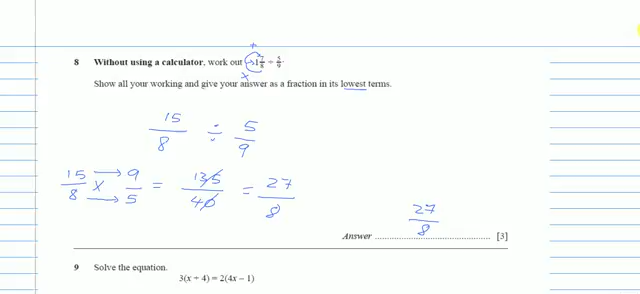 8 Without using a calculator, work out 1 7/8 ÷ 5/9.
Show all your working and give your answer as a fraction in its lowest terms.
15/8 ÷ 5/9
15/8 × 9/5 = 135/40 = 27/8
27/8
Answer ............................................ [3]
9 Solve the equation.
3(x + 4) = 2(4x – 1)